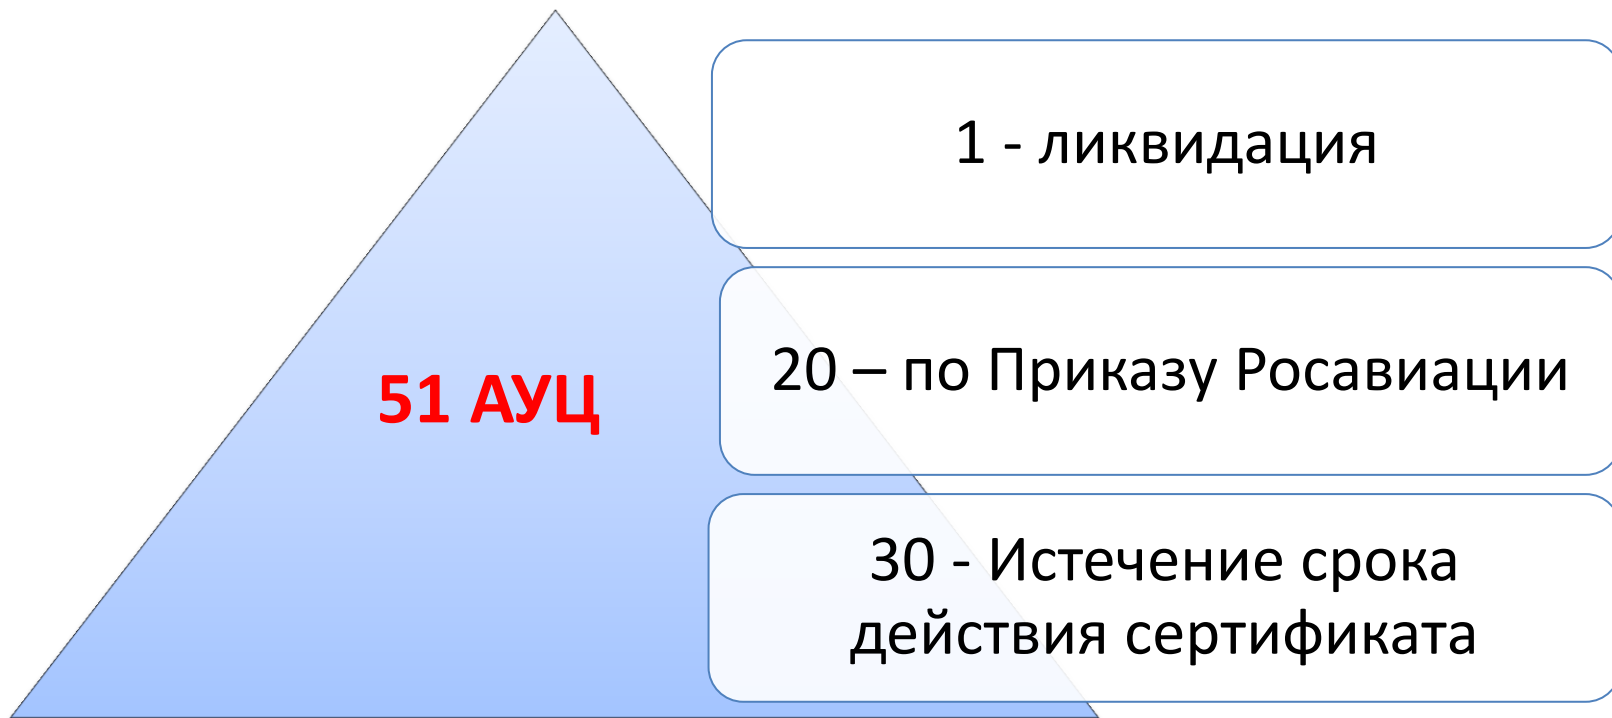 1 - ликвидация
20 – по Приказу Росавиации
51 АУЦ
30 - Истечение срока
действия сертификата